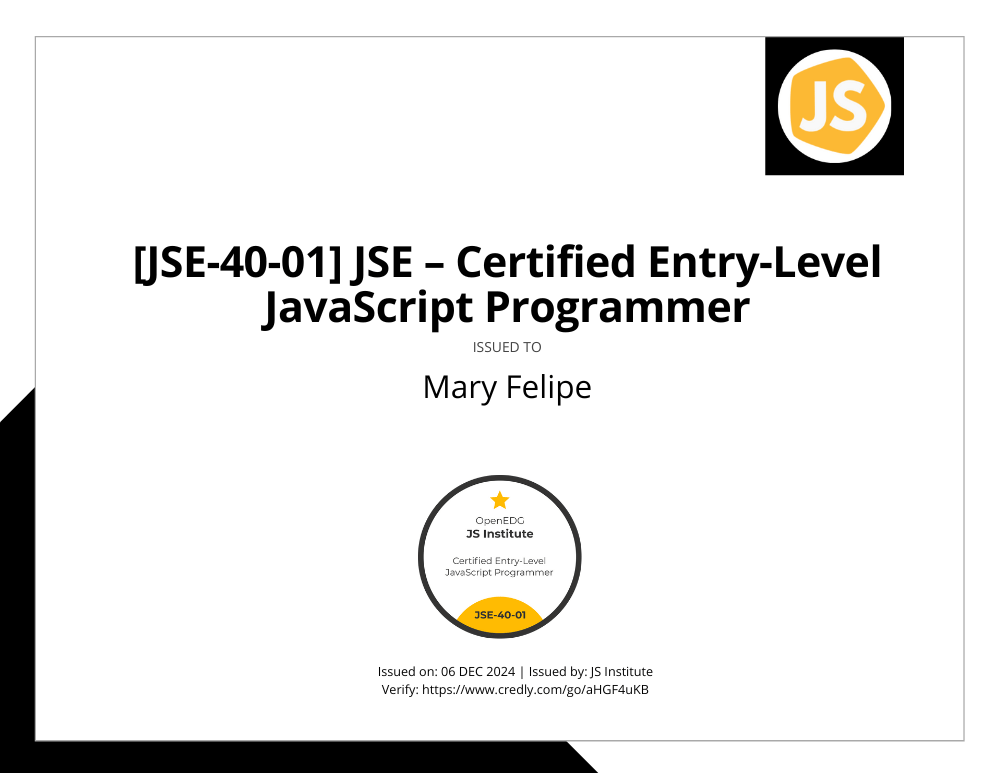 JS
[JSE-40-01] JSE – Certified Entry-Level
JavaScript Programmer
ISSUED TO
Mary Felipe
OpenEDG
JS Institute
Certified Entry-Level
JavaScript Programmer
JSE-40-01
Issued on: 06 DEC 2024 | Issued by: JS Institute
Verify: https://www.credly.com/go/aHGF4uKB